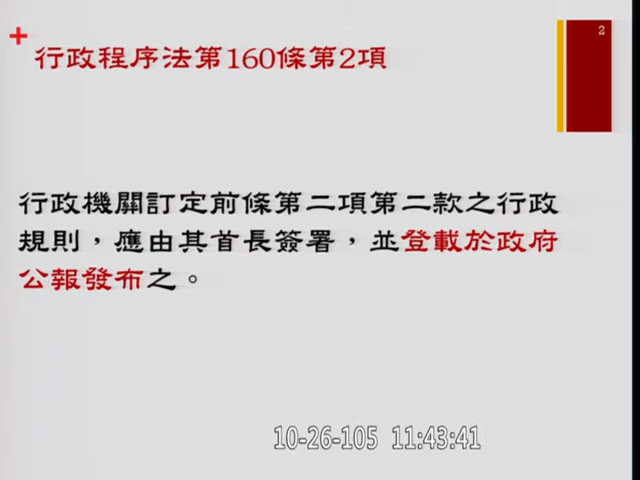 2
+
行政程序法第160條第2項
行政機關訂定前條第二項第二款之行政
規則，應由其首長簽署，並登載於政府
公報發布之。
10-26-105 11:43:41